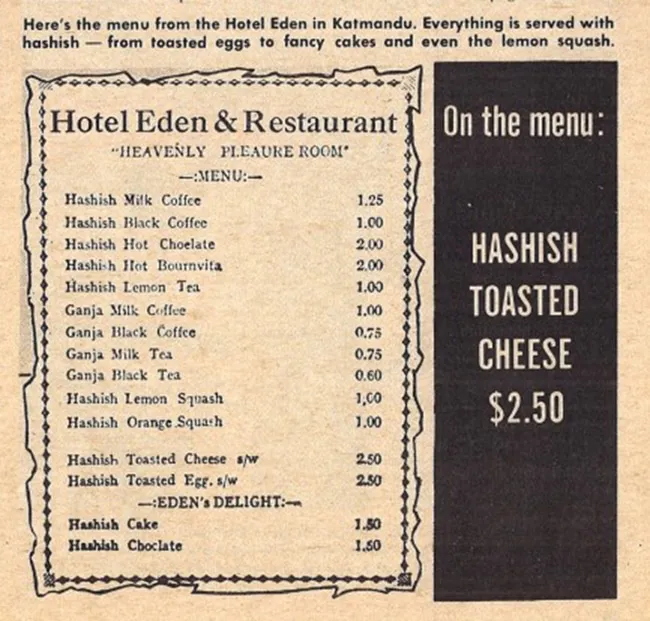 Here's the menu from the Hotel Eden in Katmandu. Everything is served with
hashish — from toasted eggs to fancy cakes and even the lemon squash.
Hotel Eden & Restaurant
"HEAVENLY PLEAURE ROOM"
—:MENU:—
Hashish Milk Coffee 1.25
Hashish Black Coffee 1.00
Hashish Hot Choelate 2.00
Hashish Hot Bournvita 2.00
Hashish Lemon Tea 1.00
Ganja Milk Coffee 1.00
Ganja Black Coffee 0.75
Ganja Milk Tea 0.75
Ganja Black Tea 0.60
Hashish Lemon Squash 1.00
Hashish Orange Squash 1.00
Hashish Toasted Cheese s/w 2.50
Hashish Toasted Egg. s/w 2.50
—:EDEN's DELIGHT:—
Hashish Cake 1.50
Hashish Choclate 1.50
On the menu:
HASHISH
TOASTED
CHEESE
$2.50